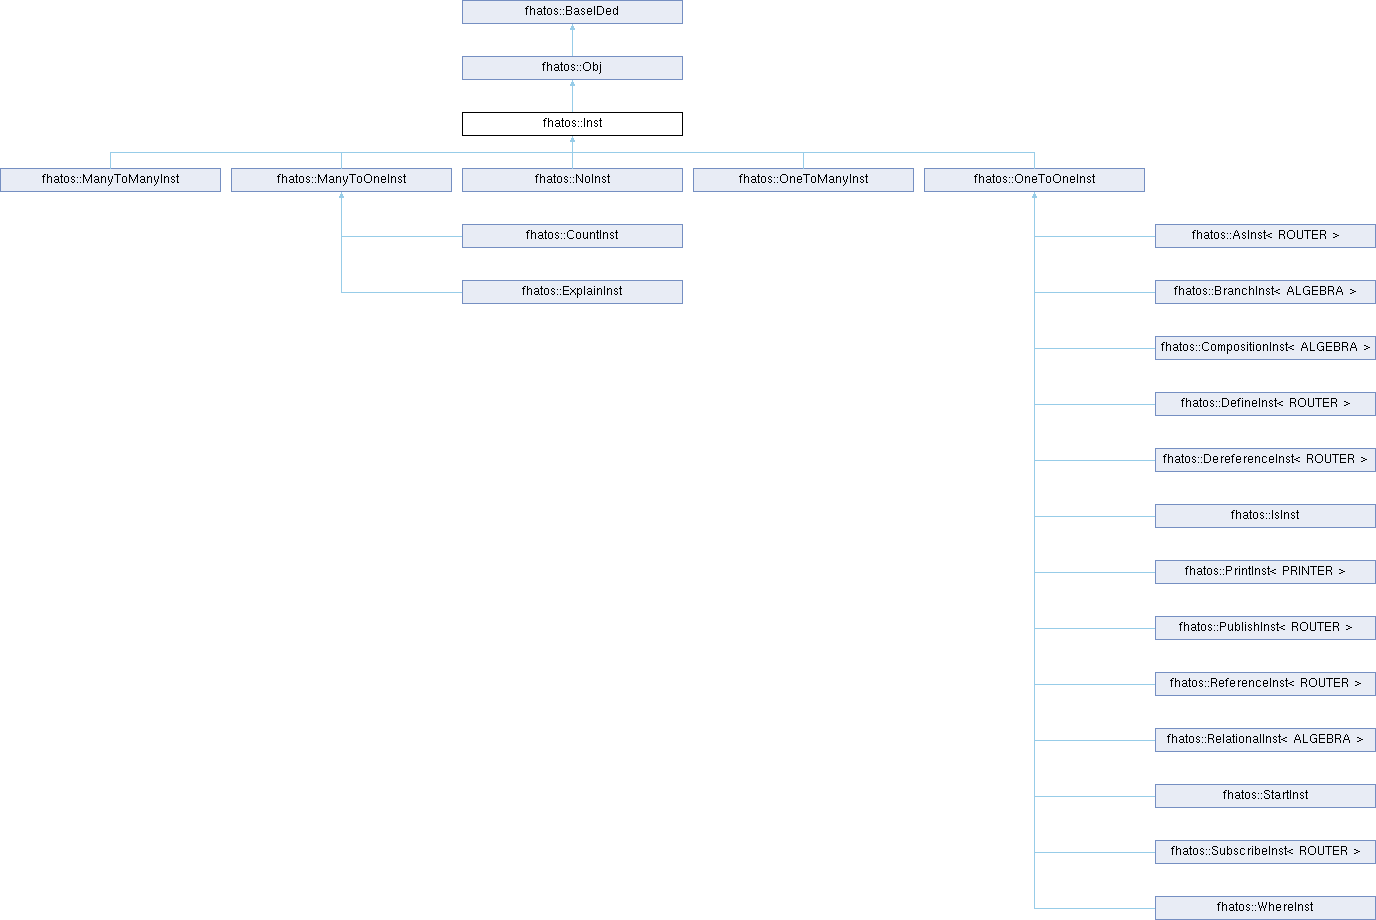 fhatos::BaseIDed
fhatos::Obj
fhatos::Inst
fhatos::ManyToManyInst
fhatos::ManyToOneInst
fhatos::NoInst
fhatos::OneToManyInst
fhatos::OneToOneInst
fhatos::CountInst
fhatos::AsInst< ROUTER >
fhatos::ExplainInst
fhatos::BranchInst< ALGEBRA >
fhatos::CompositionInst< ALGEBRA >
fhatos::DefineInst< ROUTER >
fhatos::DereferenceInst< ROUTER >
fhatos::IsInst
fhatos::PrintInst< PRINTER >
fhatos::PublishInst< ROUTER >
fhatos::ReferenceInst< ROUTER >
fhatos::RelationalInst< ALGEBRA >
fhatos::StartInst
fhatos::SubscribeInst< ROUTER >
fhatos::WhereInst